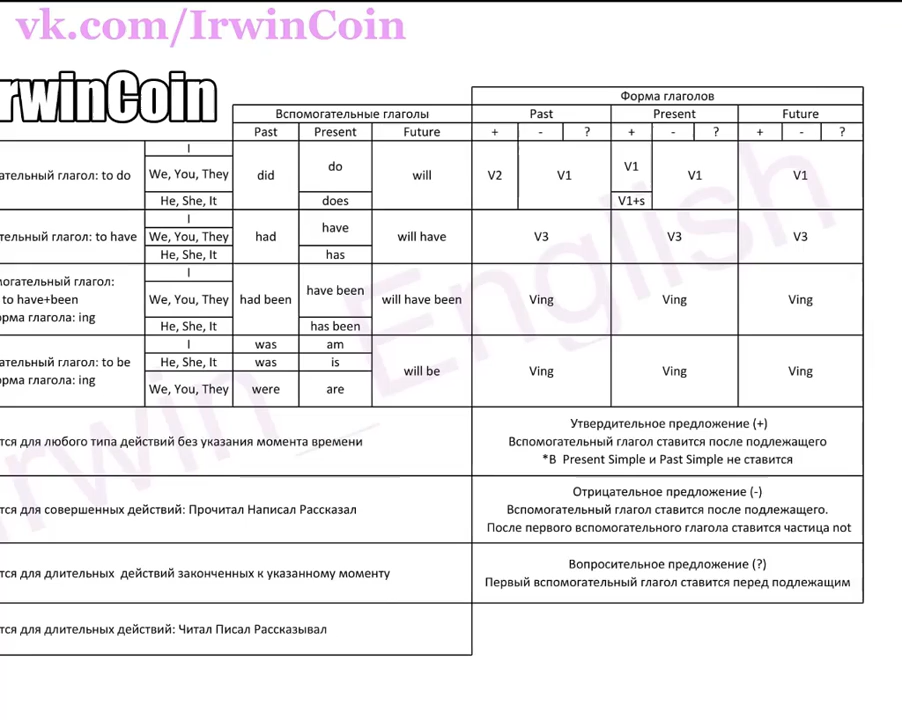 vk.com/IrwinCoin
rwinCoin
Форма глаголов
Вспомогательные глаголы Past Present Future
Past Present Future + - ? + - ? + - ?
I
ательный глагол: to do We, You, They did do will V2 V1 V1 V1 V1
He, She, It does V1+s
I
тельный глагол: to have We, You, They had have will have V3 V3 V3
He, She, It has
могательный глагол: I
to have+been We, You, They had been have been will have been Ving Ving Ving
орма глагола: ing
He, She, It has been
I was am
ательный глагол: to be He, She, It was is will be Ving Ving Ving
орма глагола: ing We, You, They were are
Утвердительное предложение (+)
тся для любого типа действий без указания момента времени Вспомогательный глагол ставится после подлежащего
*В Present Simple и Past Simple не ставится
Отрицательное предложение (-)
тся для совершенных действий: Прочитал Написал Рассказал Вспомогательный глагол ставится после подлежащего.
После первого вспомогательного глагола ставится частица not
Вопросительное предложение (?)
тся для длительных действий законченных к указанному моменту Первый вспомогательный глагол ставится перед подлежащим
тся для длительных действий: Читал Писал Рассказывал
Irwin_English